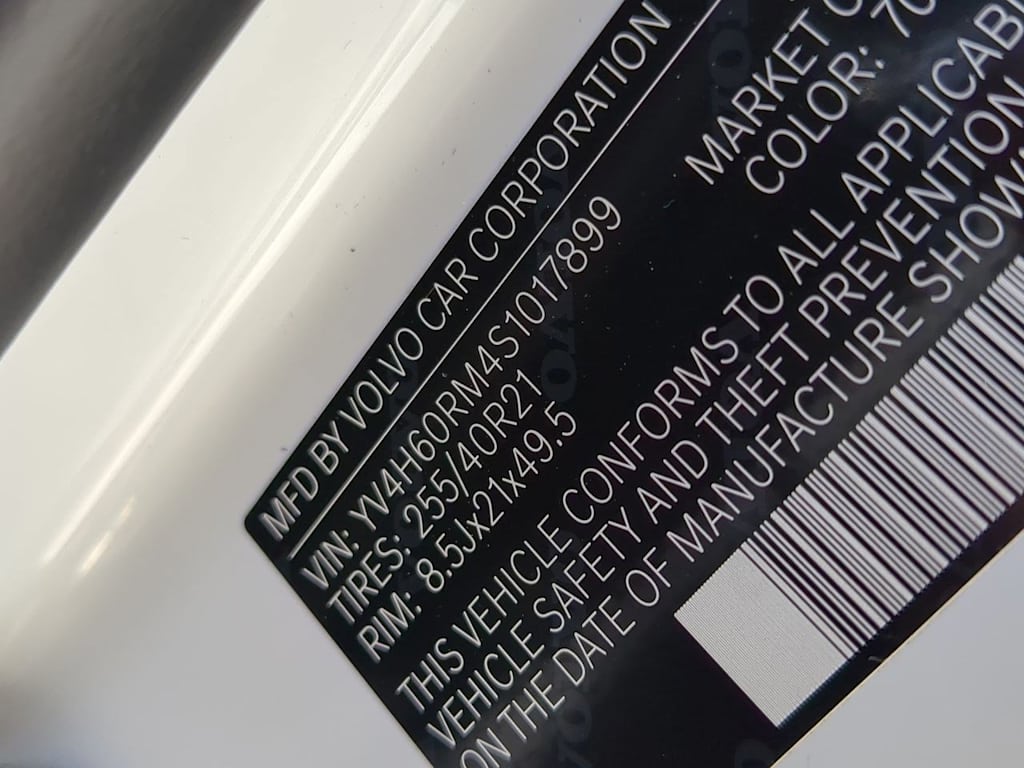 MFD BY VOLVO CAR CORPORATION
VIN: YV4H60RM4S1017899
TIRES: 255/40R21
RIM: 8.5Jx21x49.5
MARKET
COLOR: 70
THIS VEHICLE CONFORMS TO ALL APPLICAB
VEHICLE SAFETY AND THEFT PREVENTION
ON THE DATE OF MANUFACTURE SHOW